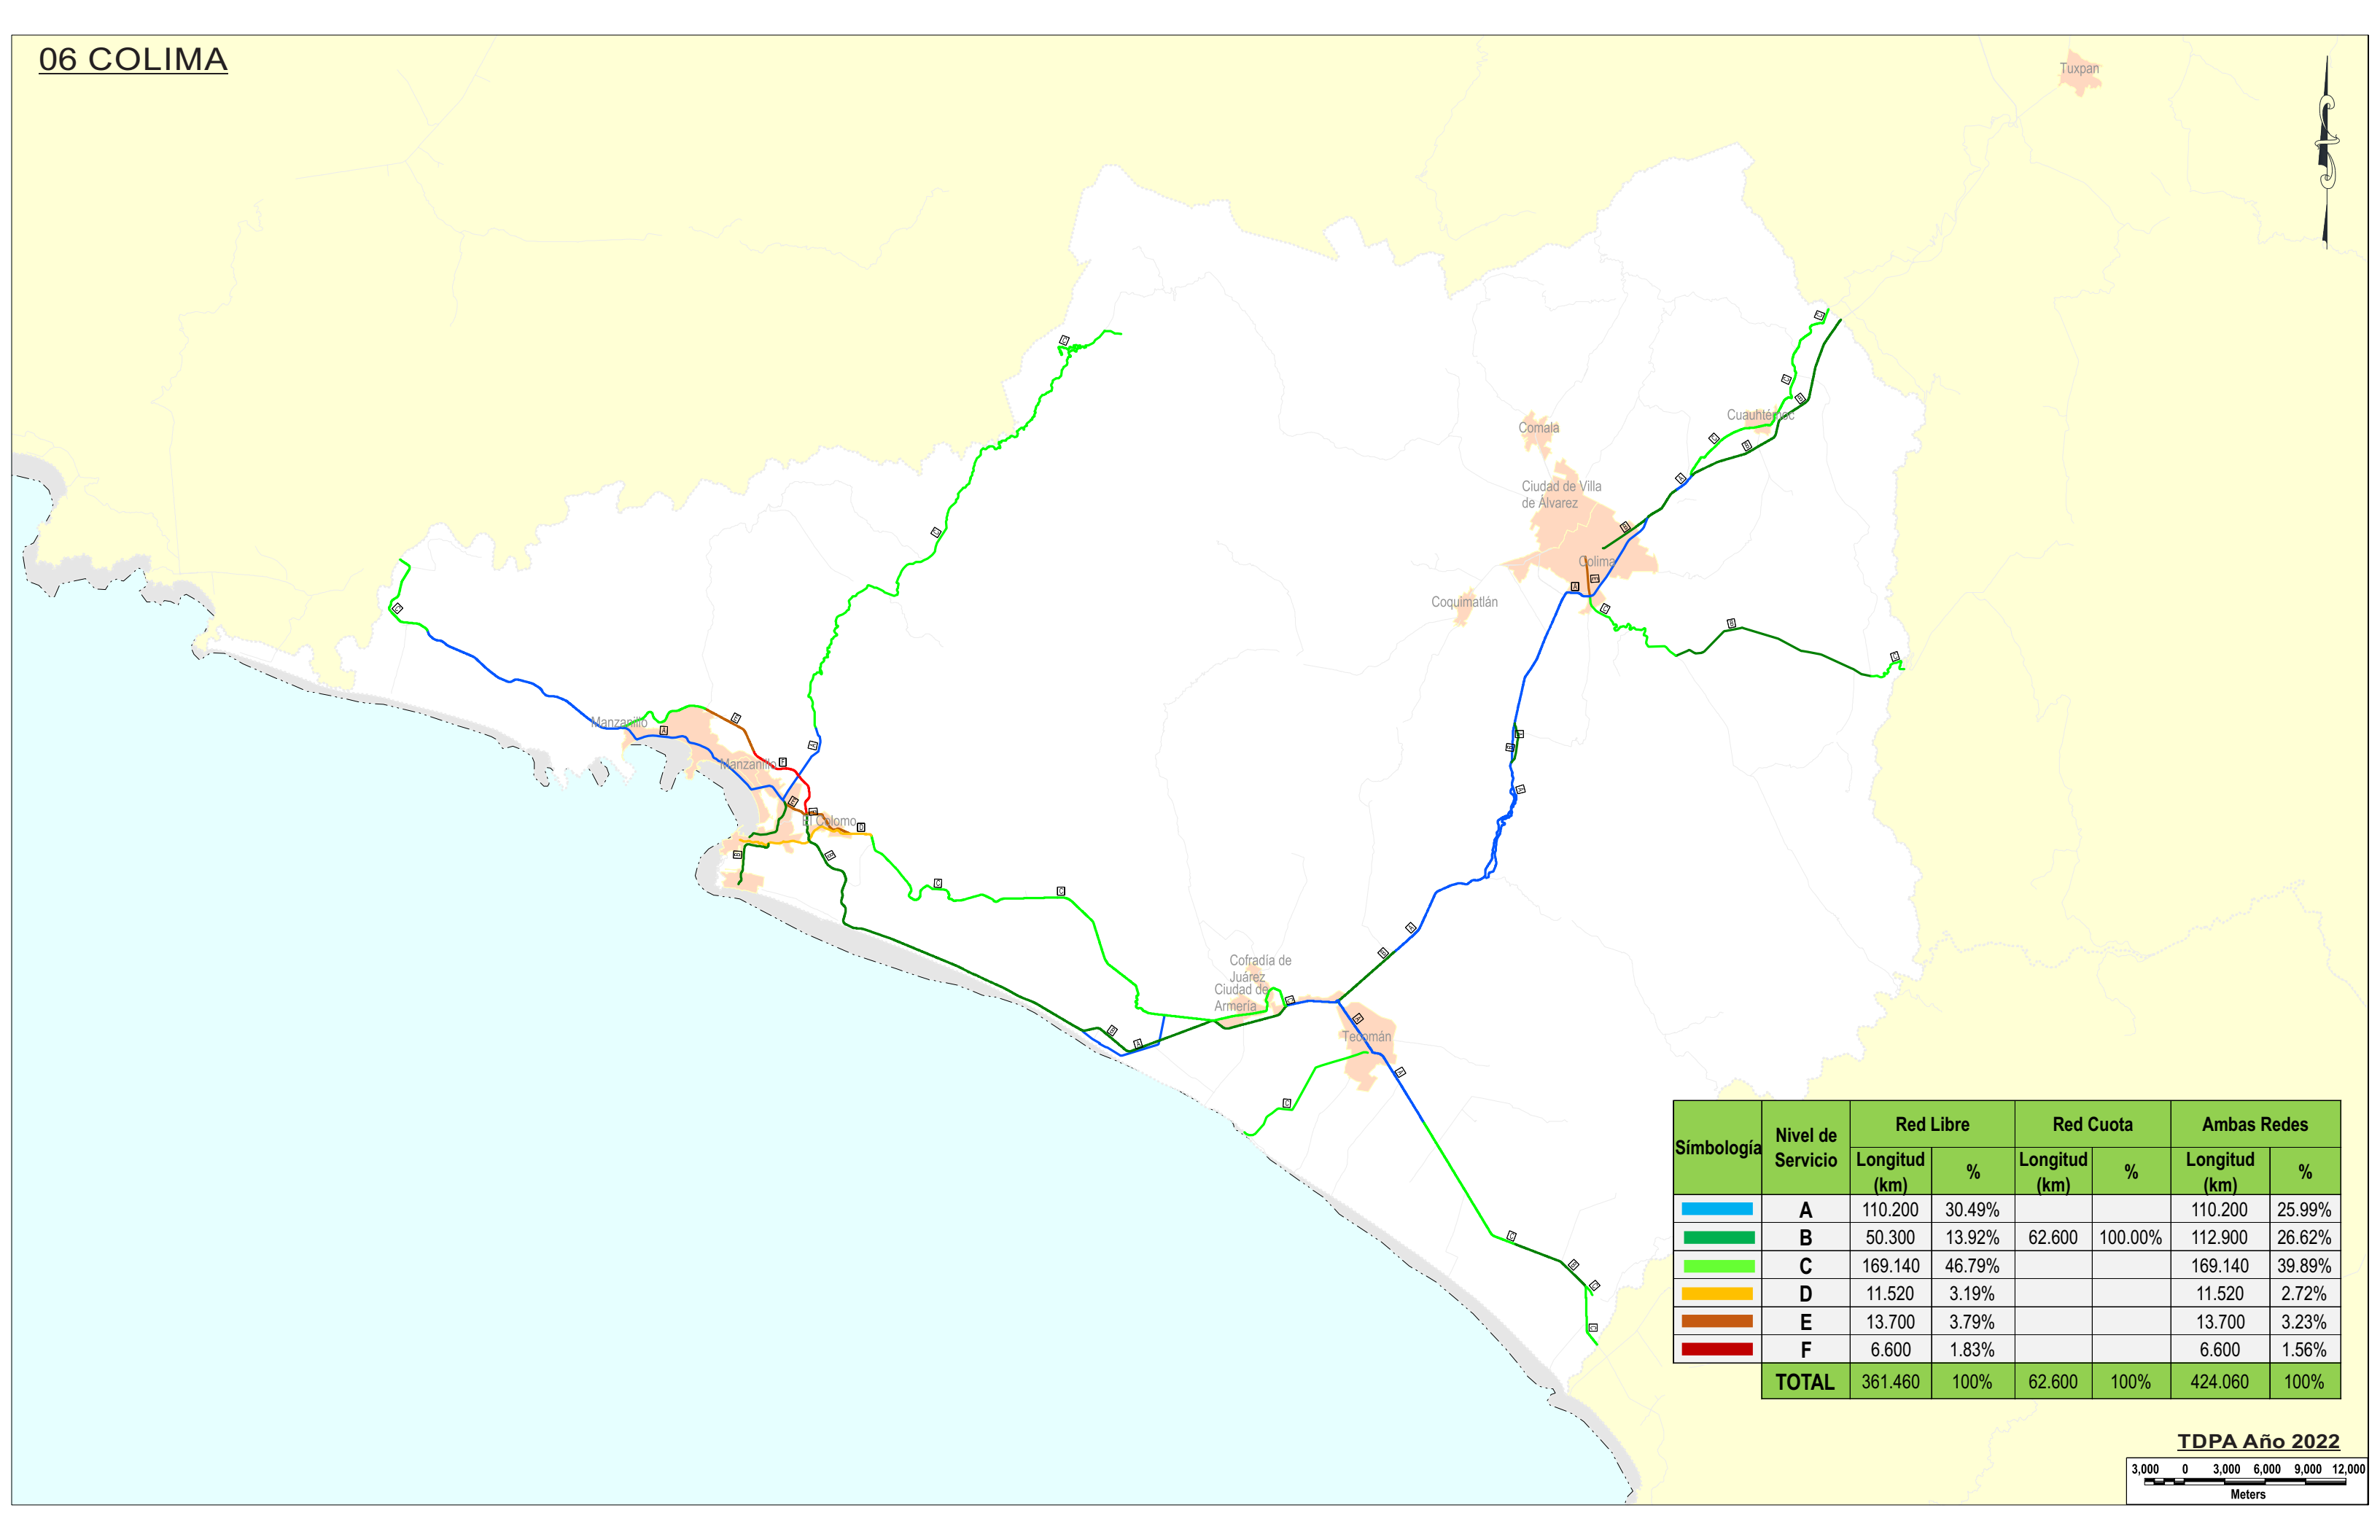 06 COLIMA
Tuxpan
Cuauhtémoc
Comala
Ciudad de Villa
de Álvarez
Colima
Coquimatlán
Manzanillo
Manzanillo
El Colomo
Cofradía de
Juárez
Ciudad de
Armería
Tecomán
Símbología Nivel de Servicio Red Libre Red Cuota Ambas Redes
Longitud (km) % Longitud (km) % Longitud (km) %
A 110.200 30.49% 110.200 25.99%
B 50.300 13.92% 62.600 100.00% 112.900 26.62%
C 169.140 46.79% 169.140 39.89%
D 11.520 3.19% 11.520 2.72%
E 13.700 3.79% 13.700 3.23%
F 6.600 1.83% 6.600 1.56%
TOTAL 361.460 100% 62.600 100% 424.060 100%
TDPA Año 2022
3,000 0 3,000 6,000 9,000 12,000
Meters